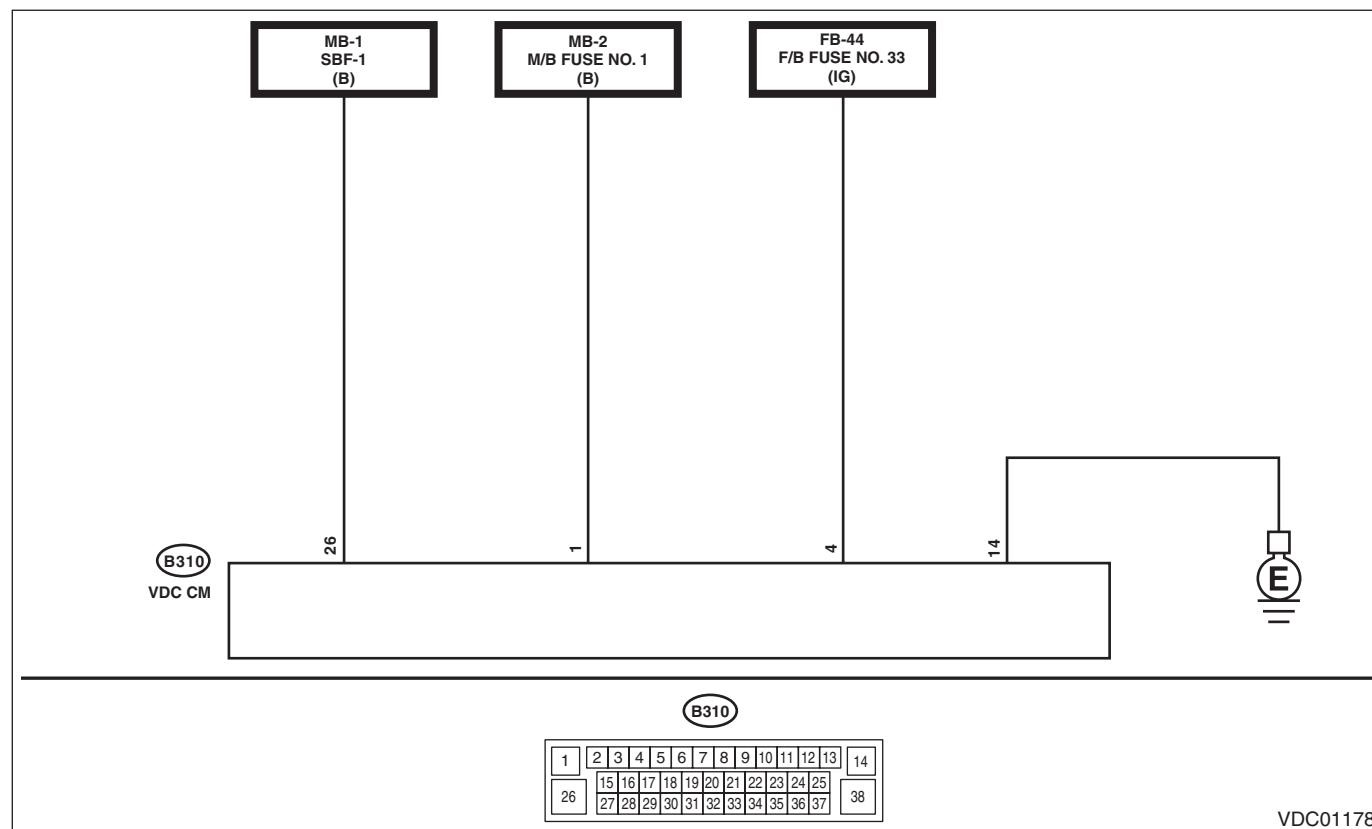 MB-1
SBF-1
(B)
MB-2
M/B FUSE NO. 1
(B)
FB-44
F/B FUSE NO. 33
(IG)
26
1
4
14
B310
VDC CM
E
B310
1 2 3 4 5 6 7 8 9 10 11 12 13 14
15 16 17 18 19 20 21 22 23 24 25
26 27 28 29 30 31 32 33 34 35 36 37 38
VDC01178